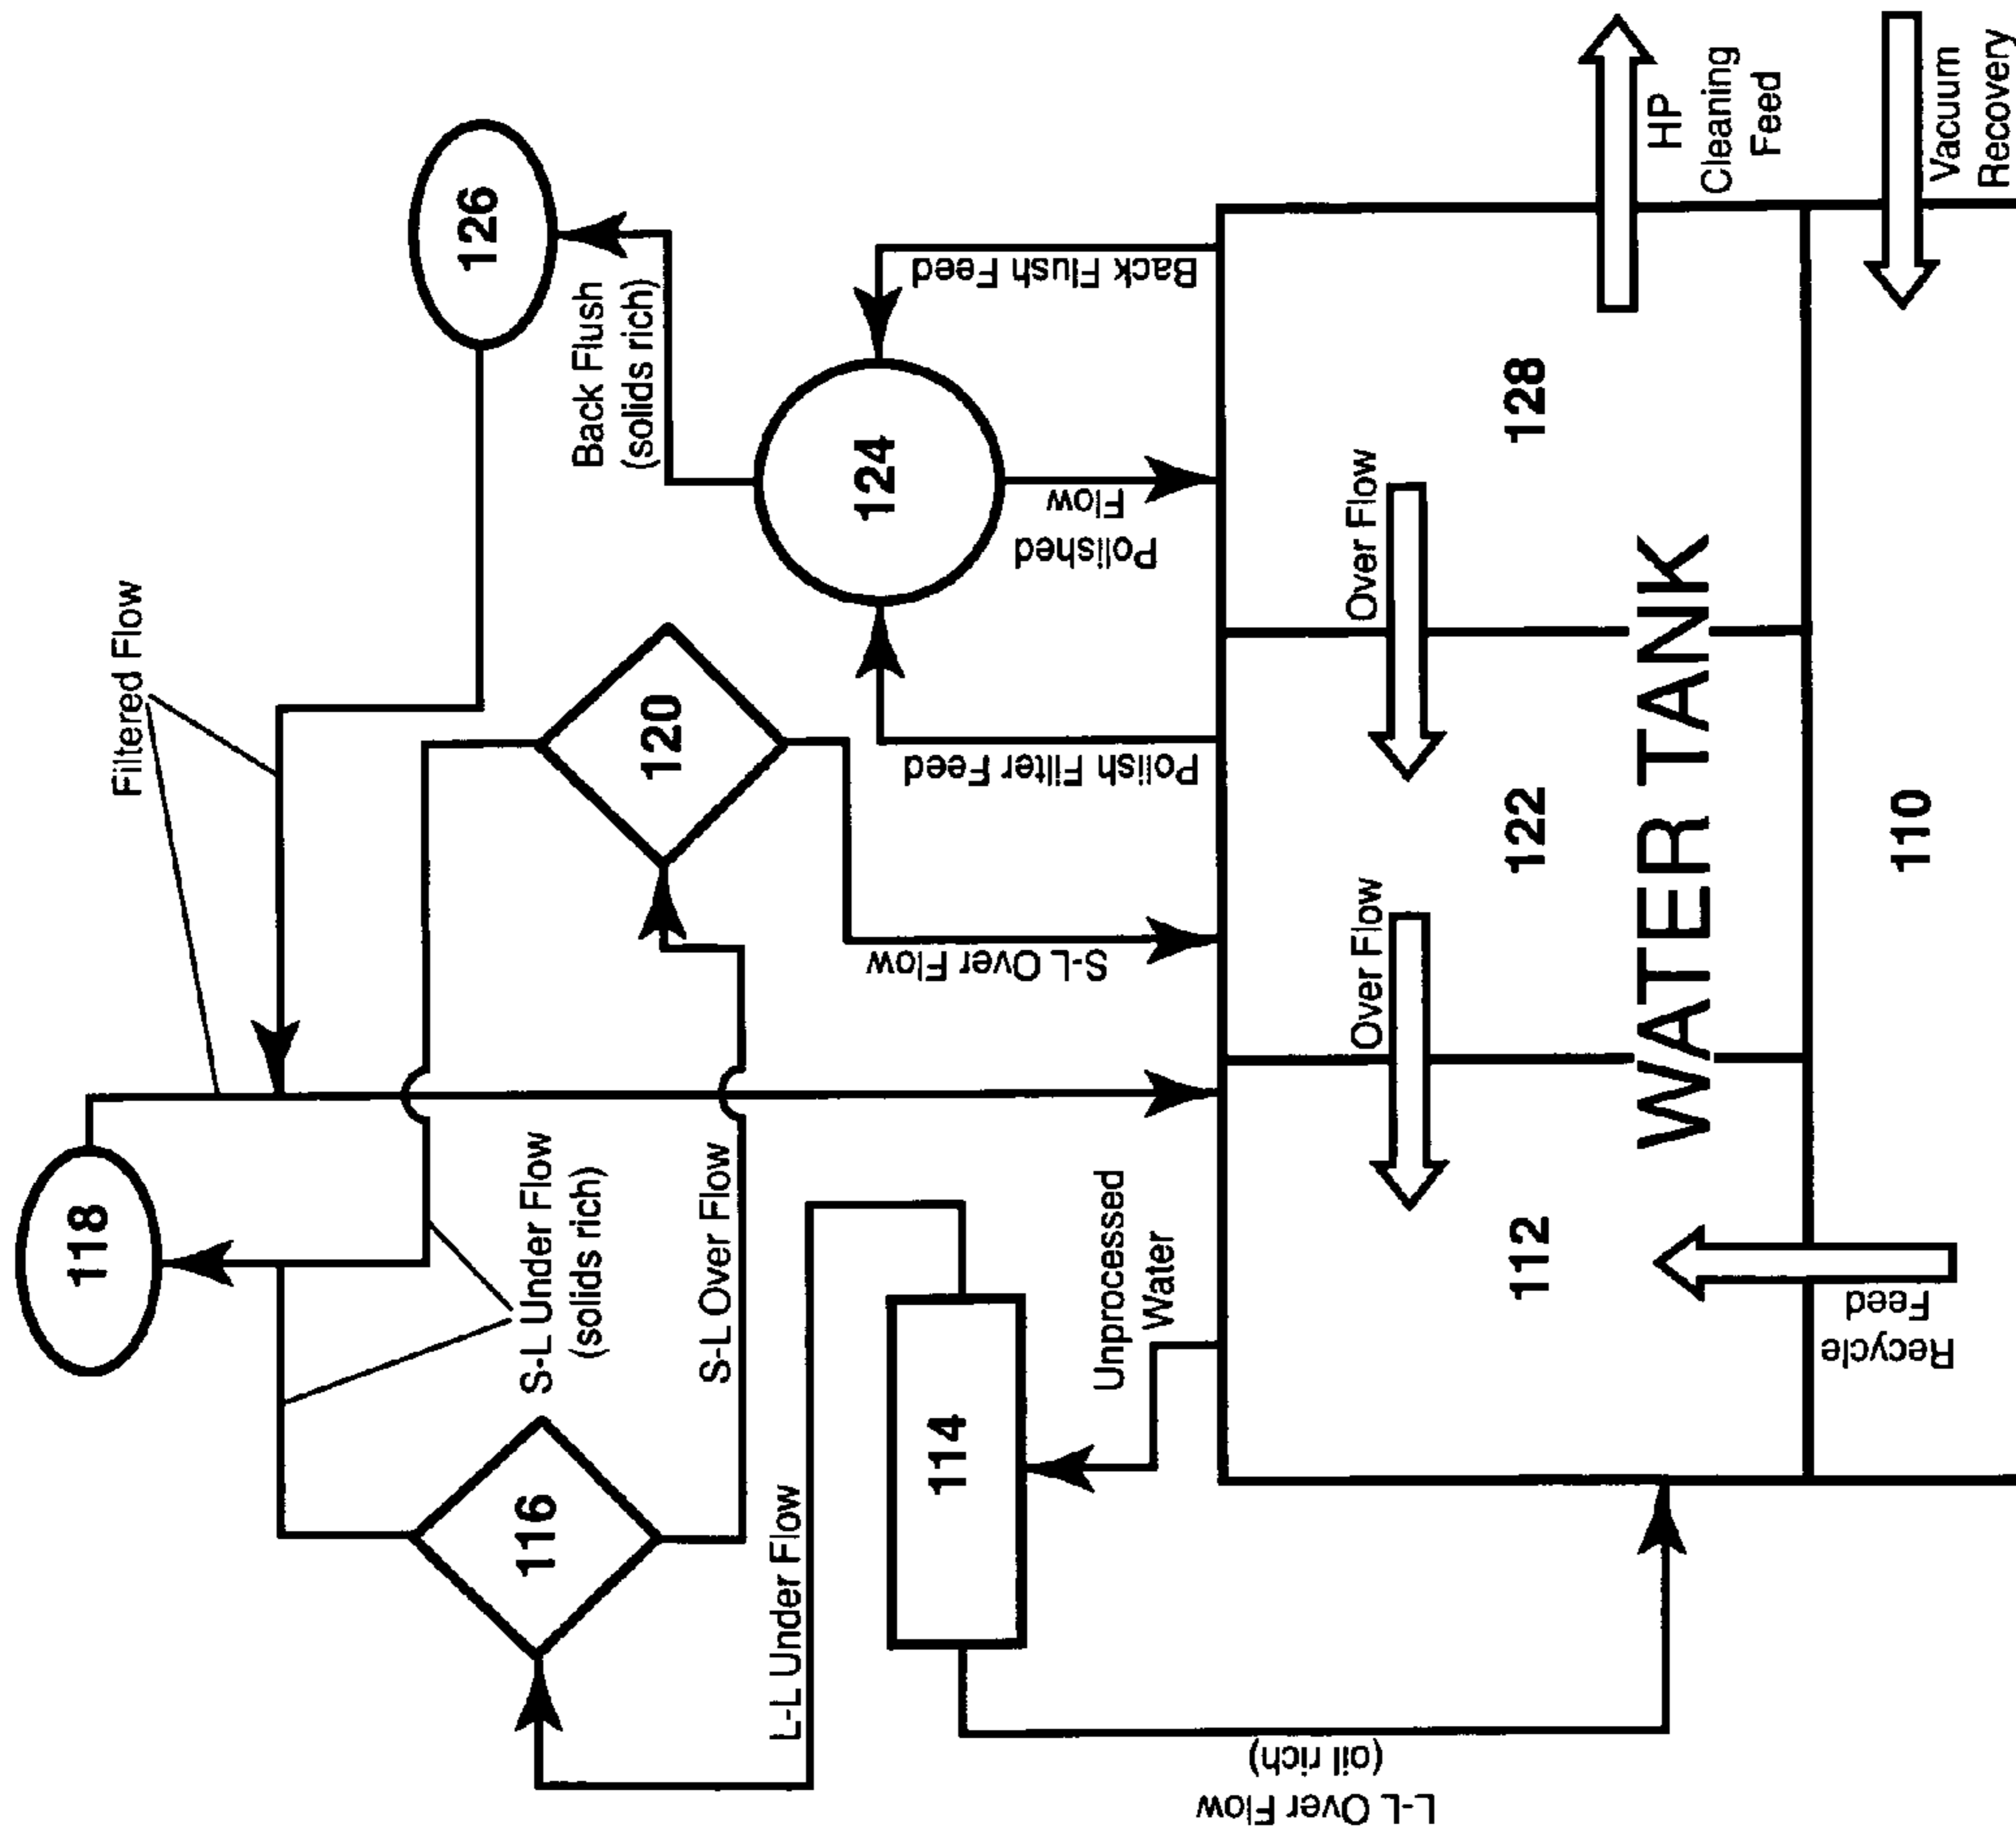 118
Filtered Flow
126
S-L Under Flow
(solids rich)
116
120
Back Flush
(solids rich)
S-L Over Flow
L-L Under Flow
114
124
S-L Over Flow
Polish Filter Feed
Polished
Flow
Back Flush Feed
Unprocessed
Water
L-L Over Flow
(oil rich)
Over Flow
Over Flow
112
122
128
WATER TANK
HP
Cleaning
Feed
Recycle
Feed
110
Vacuum
Recovery